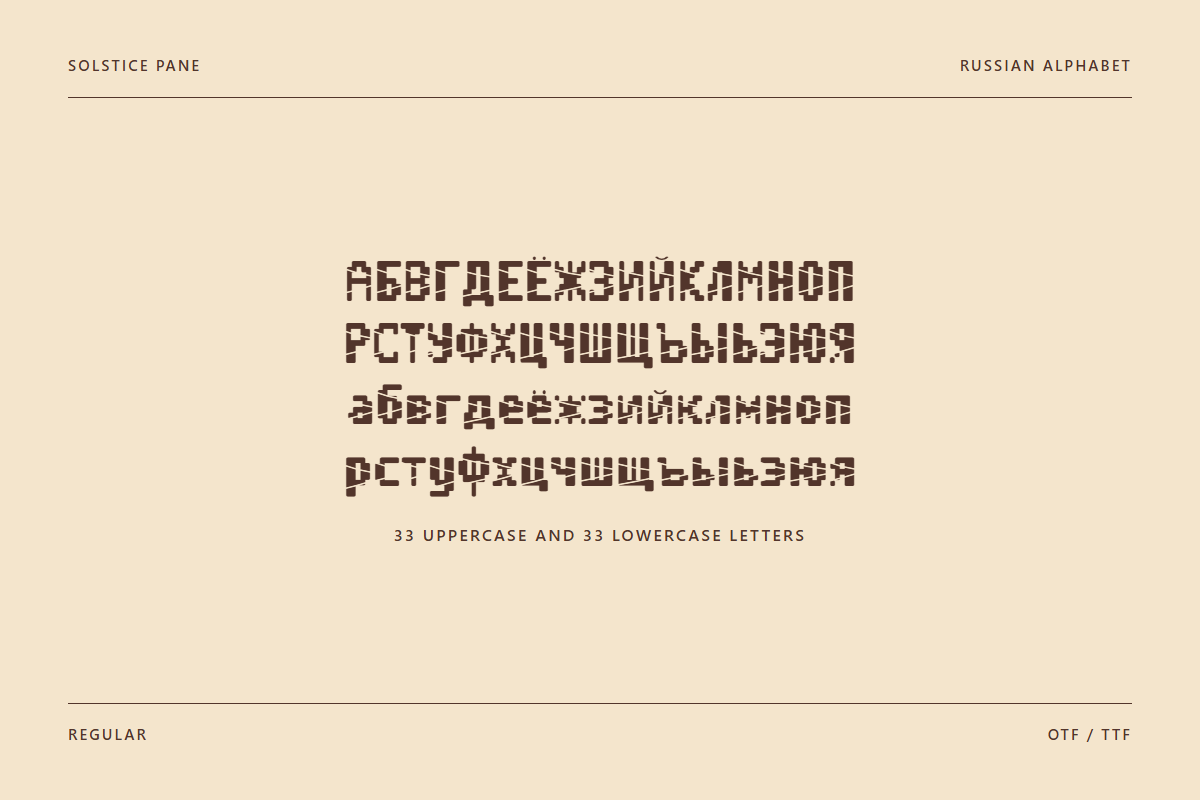 SOLSTICE PANE
RUSSIAN ALPHABET
АБВГДЕЁЖЗИЙКЛМНОП
РСТУФХЦЧШЩЪЫЬЭЮЯ
абвгдеёжзийклмноп
рстуфхцчшщъыьэюя
33 UPPERCASE AND 33 LOWERCASE LETTERS
REGULAR
OTF / TTF